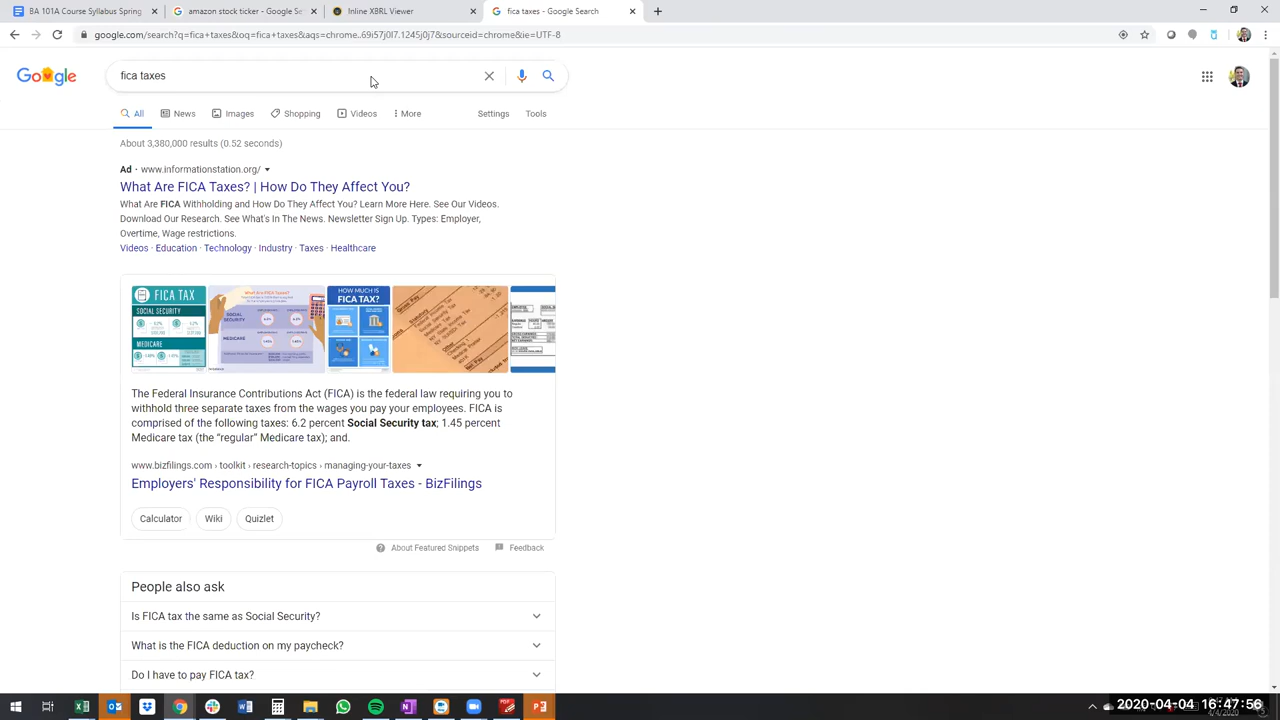 BA 101A Course Syllabus Spring
amazon stock ticker - Google Se
Inline XBRL Viewer
fica taxes - Google Search
google.com/search?q=fica+taxes&oq=fica+taxes&aqs=chrome..69i57j0l7.1245j0j7&sourceid=chrome&ie=UTF-8
Google
fica taxes
All
News
Images
Shopping
Videos
More
Settings
Tools
About 3,380,000 results (0.52 seconds)
Ad · www.informationstation.org/
What Are FICA Taxes? | How Do They Affect You?
What Are FICA Withholding and How Do They Affect You? Learn More Here. See Our Videos.
Download Our Research. See What's In The News. Newsletter Sign Up. Types: Employer,
Overtime, Wage restrictions.
Videos · Education · Technology · Industry · Taxes · Healthcare
FICA TAX
SOCIAL SECURITY
MEDICARE
What Are FICA Taxes?
HOW MUCH IS
FICA TAX?
The Federal Insurance Contributions Act (FICA) is the federal law requiring you to
withhold three separate taxes from the wages you pay your employees. FICA is
comprised of the following taxes: 6.2 percent Social Security tax; 1.45 percent
Medicare tax (the “regular” Medicare tax); and.
www.bizfilings.com › toolkit › research-topics › managing-your-taxes
Employers' Responsibility for FICA Payroll Taxes - BizFilings
Calculator
Wiki
Quizlet
About Featured Snippets
Feedback
People also ask
Is FICA tax the same as Social Security?
What is the FICA deduction on my paycheck?
Do I have to pay FICA tax?
2020-04-04 16:47:56
4/4/2020